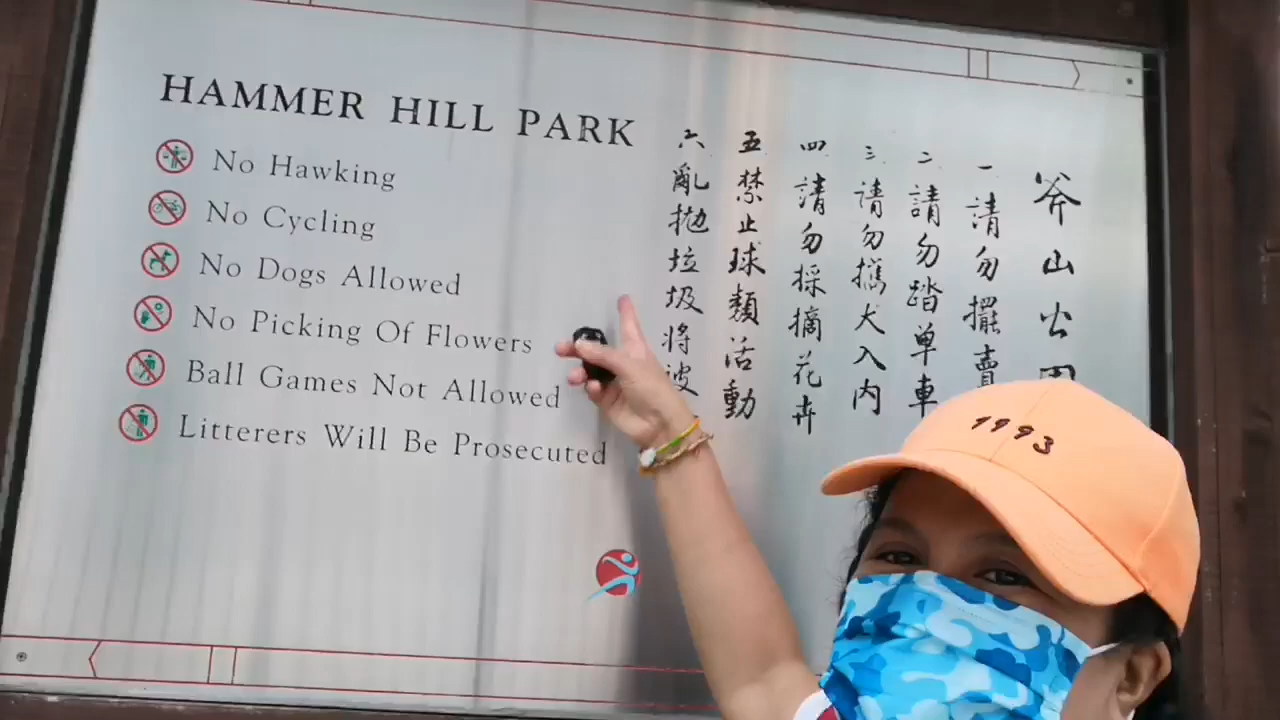 HAMMER HILL PARK
No Hawking
No Cycling
No Dogs Allowed
No Picking Of Flowers
Ball Games Not Allowed
Litterers Will Be Prosecuted
斧山公園
一 請勿擺賣
二 請勿踏单車
三 请勿攜犬入内
四 請勿採摘花卉
五 禁止球類活動
六 亂拋垃圾將被
1993